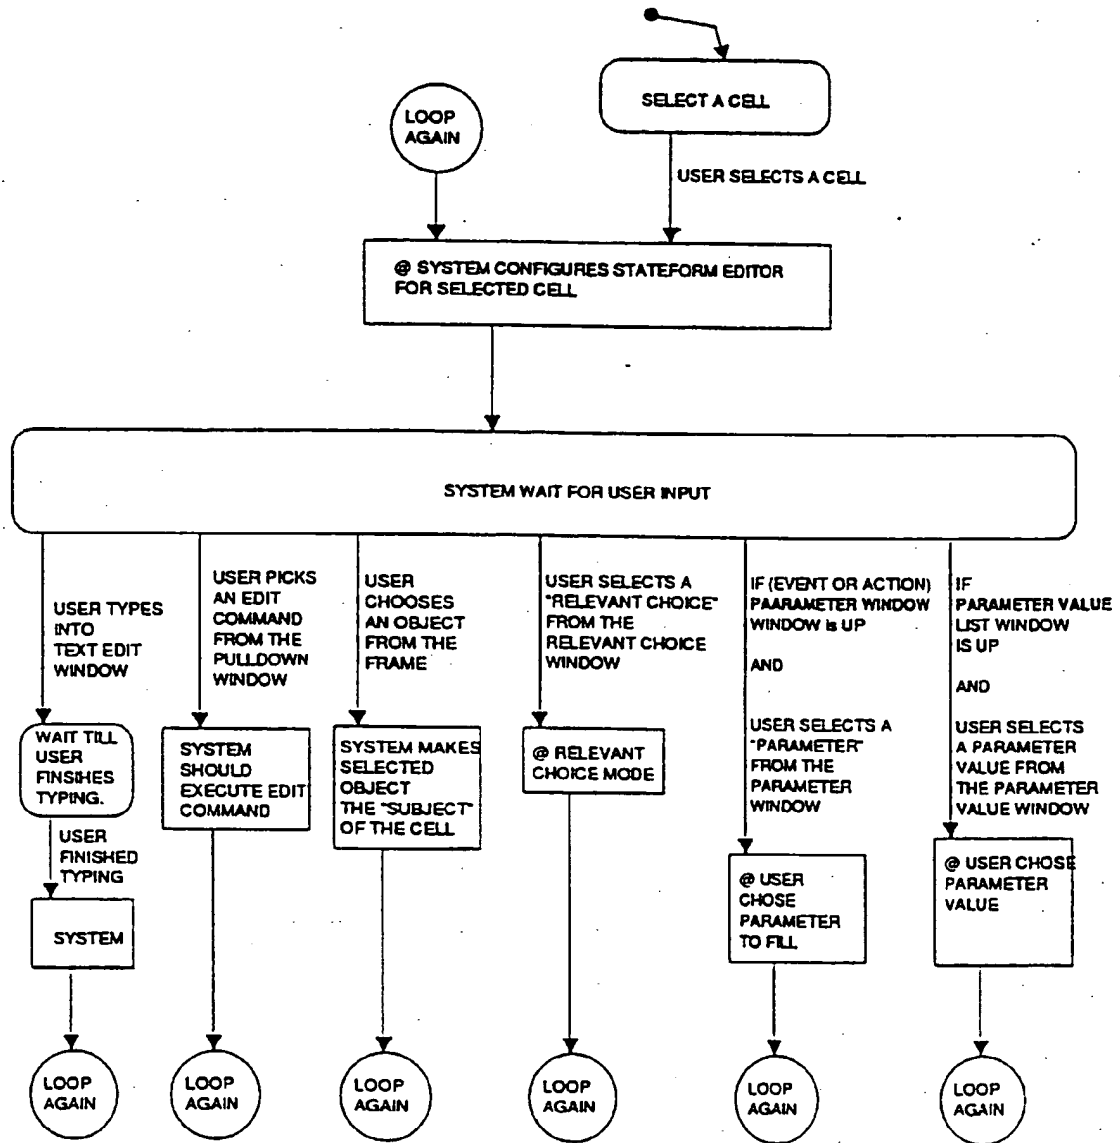 SELECT A CELL
LOOP
AGAIN
USER SELECTS A CELL
@ SYSTEM CONFIGURES STATEFORM EDITOR
FOR SELECTED CELL
SYSTEM WAIT FOR USER INPUT
USER TYPES
INTO
TEXT EDIT
WINDOW
USER PICKS
AN EDIT
COMMAND
FROM THE
PULLDOWN
WINDOW
USER
CHOOSES
AN OBJECT
FROM THE
FRAME
USER SELECTS A
"RELEVANT CHOICE"
FROM THE
RELEVANT CHOICE
WINDOW
IF (EVENT OR ACTION)
PAARAMETER WINDOW
WINDOW is UP
AND
USER SELECTS A
"PARAMETER"
FROM THE
PARAMETER
WINDOW
IF
PARAMETER VALUE
LIST WINDOW
IS UP
AND
USER SELECTS
A PARAMETER
VALUE FROM
THE PARAMETER
VALUE WINDOW
WAIT TILL
USER
FINSIHES
TYPING.
USER
FINISHED
TYPING
SYSTEM
SYSTEM
SHOULD
EXECUTE EDIT
COMMAND
SYSTEM MAKES
SELECTED
OBJECT
THE "SUBJECT"
OF THE CELL
@ RELEVANT
CHOICE MODE
@ USER
CHOSE
PARAMETER
TO FILL
@ USER CHOSE
PARAMETER
VALUE
LOOP
AGAIN
LOOP
AGAIN
LOOP
AGAIN
LOOP
AGAIN
LOOP
AGAIN
LOOP
AGAIN